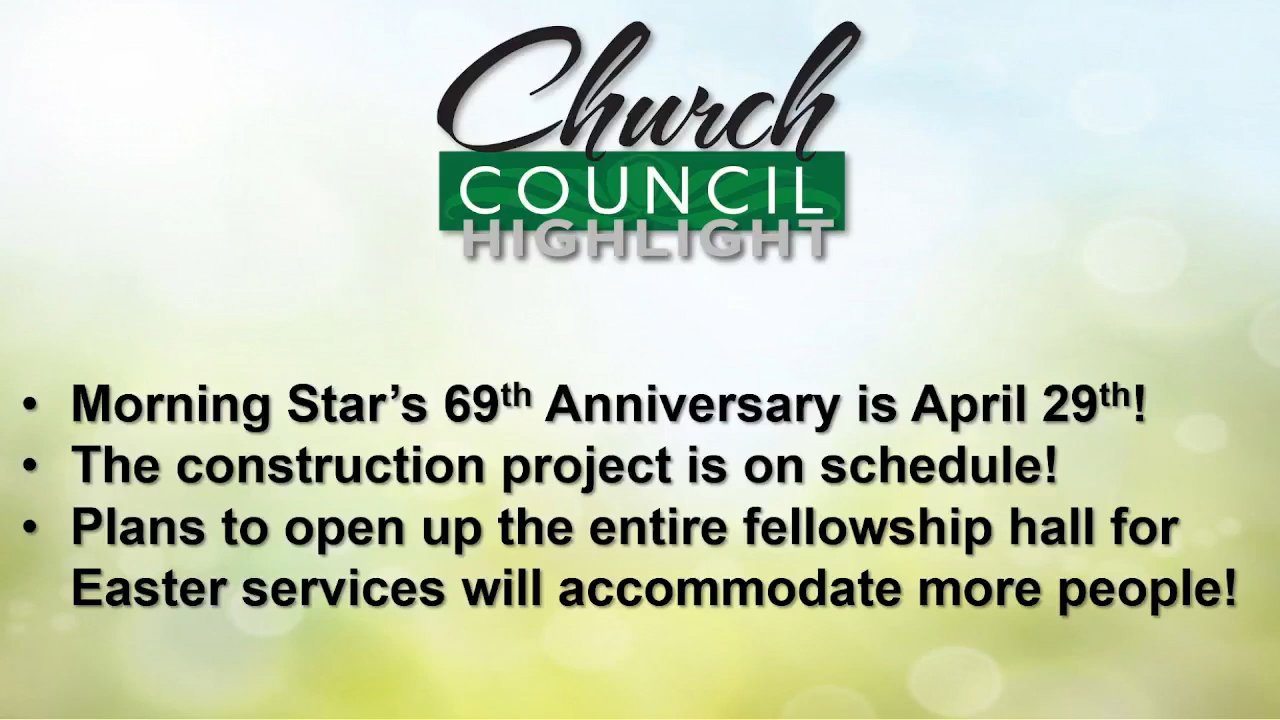 Church
COUNCIL
HIGHLIGHT
• Morning Star’s 69th Anniversary is April 29th!
• The construction project is on schedule!
• Plans to open up the entire fellowship hall for
Easter services will accommodate more people!